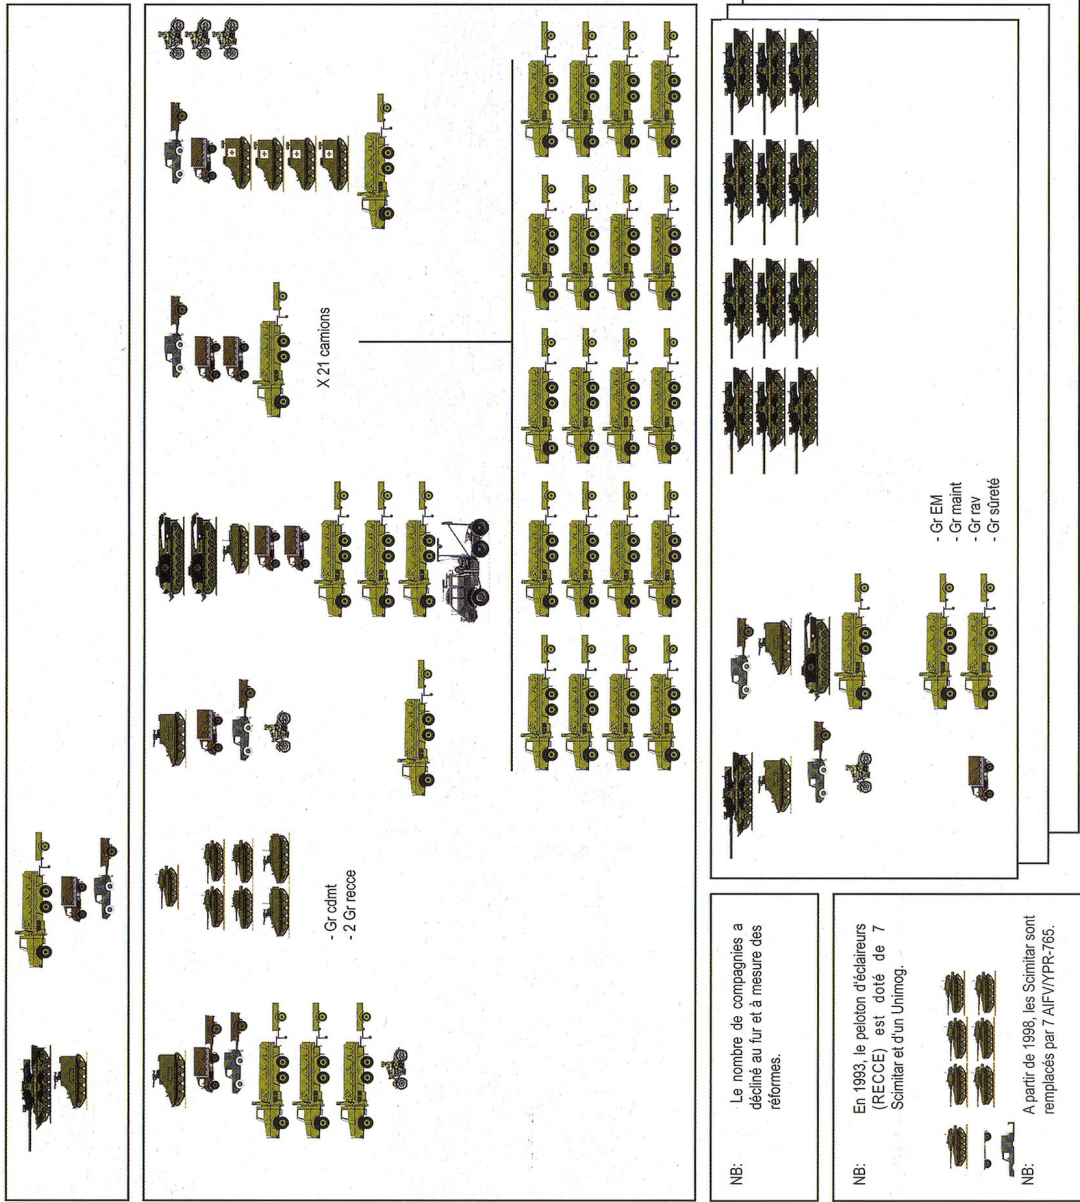 X 21 camions
- Gr cdmt
- 2 Gr recce
- Gr EM
- Gr maint
- Gr rav
- Gr sûreté
NB: Le nombre de compagnies a
décliné au fur et à mesure des
réformes.
NB: En 1993, le peloton d'éclaireurs
(RECCE) est doté de 7
Scimitar et d'un Unimog.
NB: A partir de 1998, les Scimitar sont
remplacés par 7 AIFV/YPR-765.